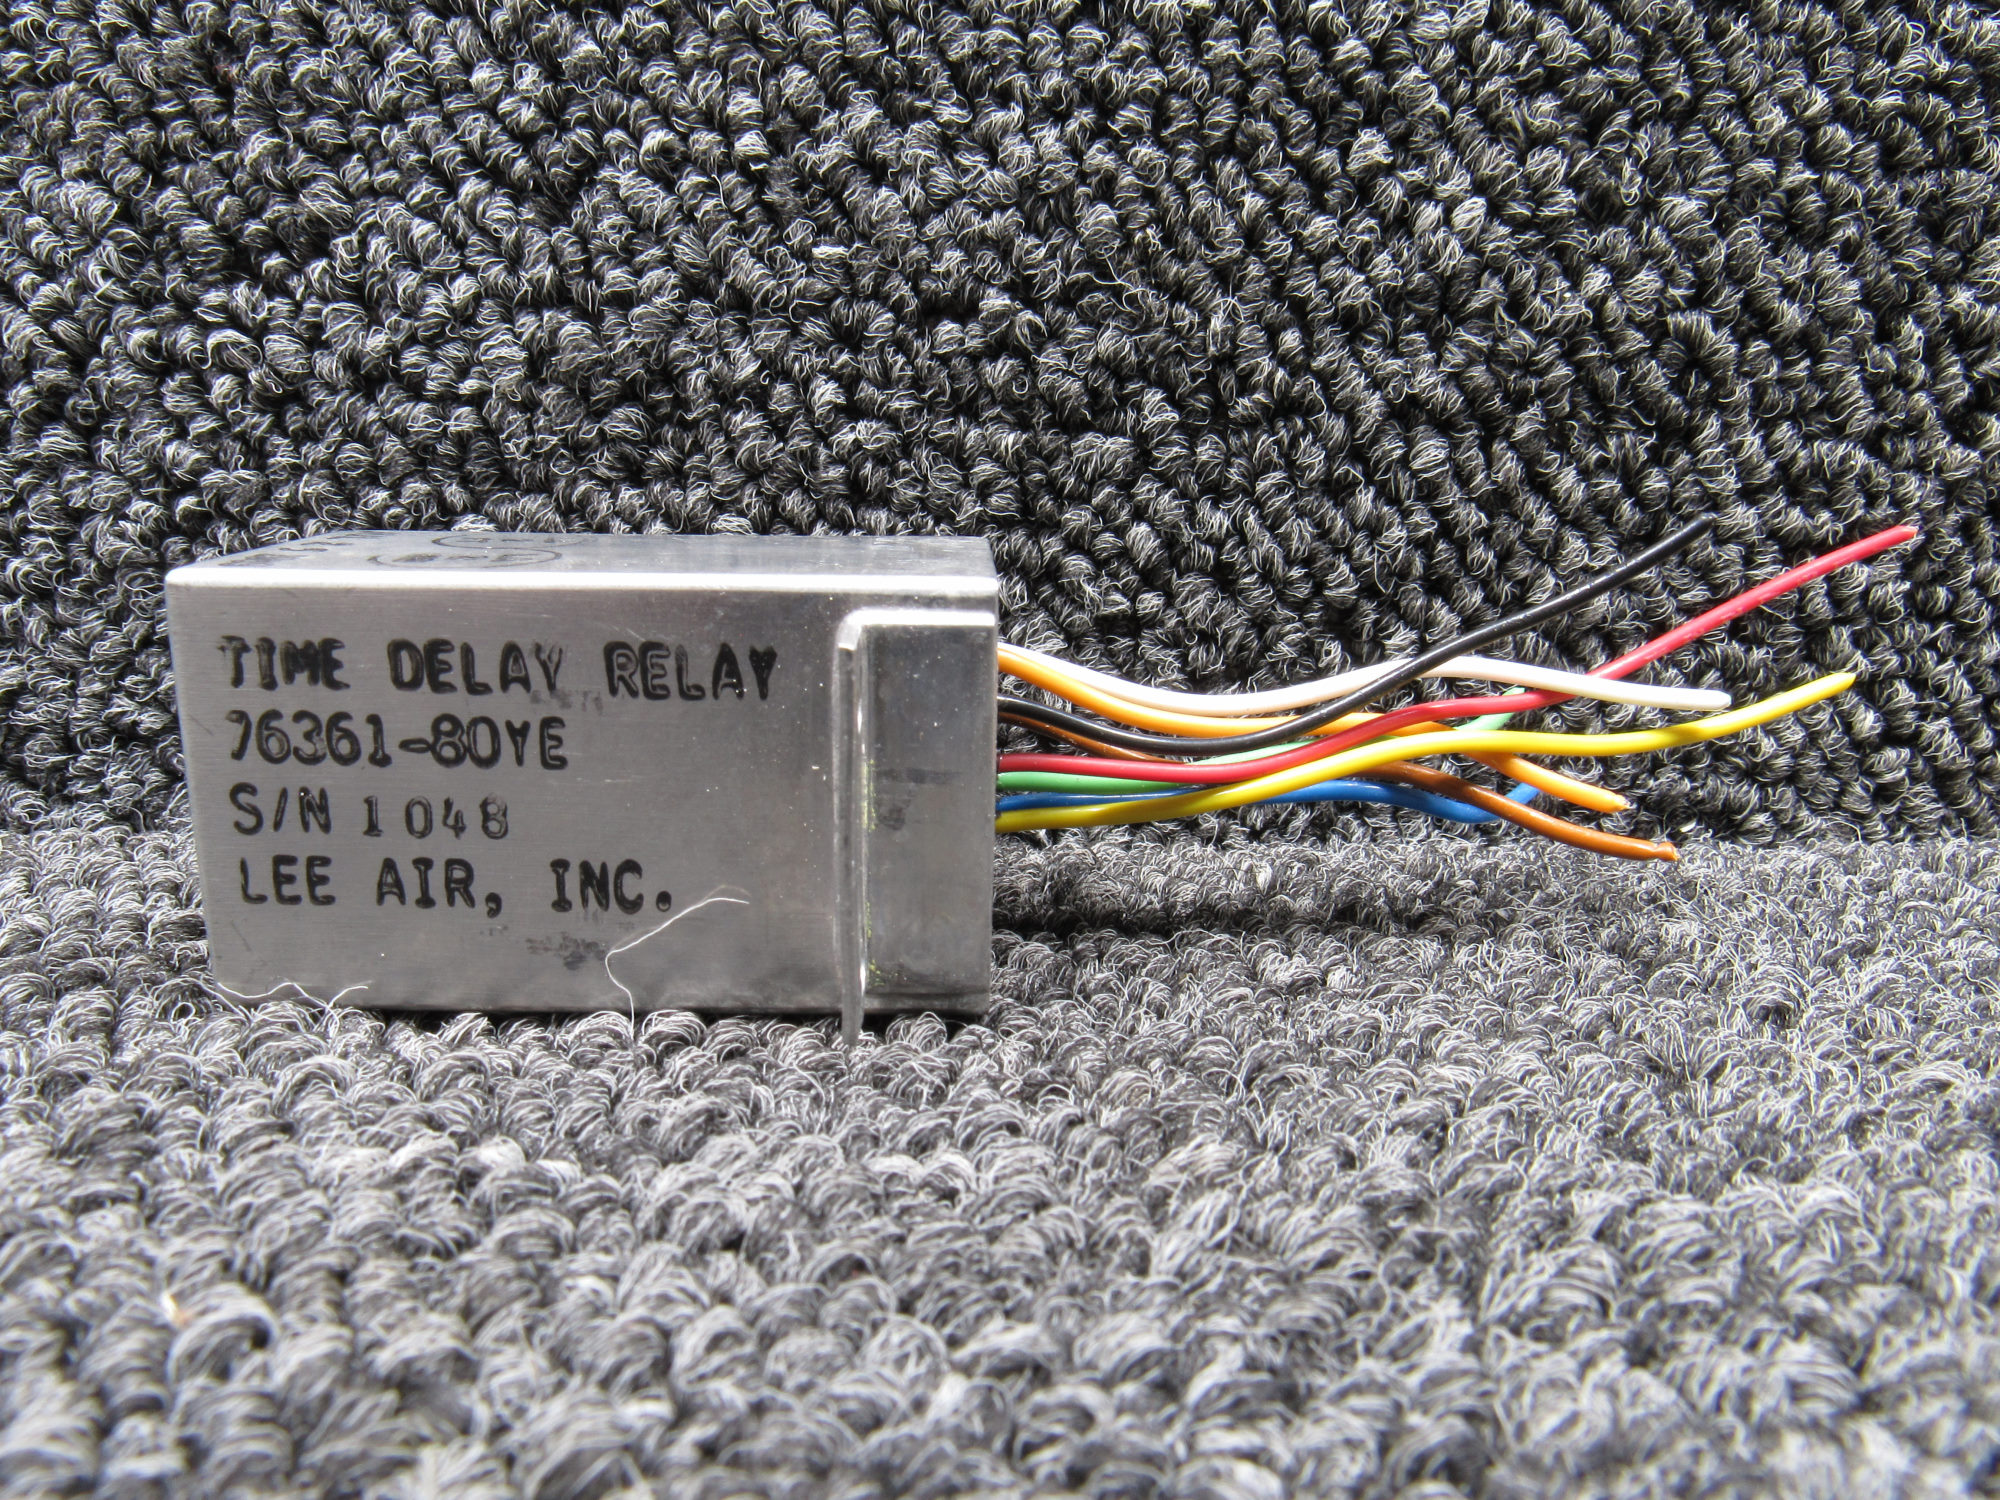 TIME DELAY RELAY
76361-80YE
S/N 1048
LEE AIR, INC.